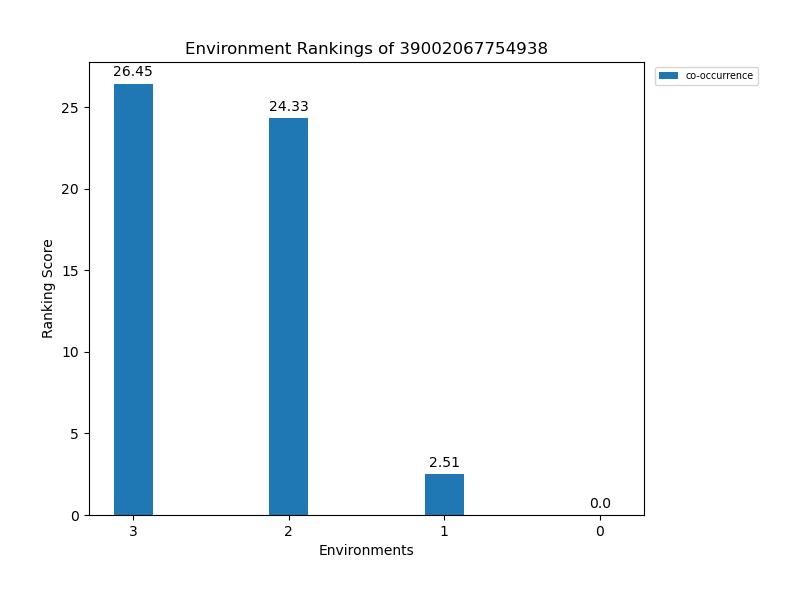 Environment Rankings of 39002067754938
co-occurrence
26.45
24.33
2.51
0.0
25
20
15
10
5
0
Ranking Score
3 2 1 0
Environments